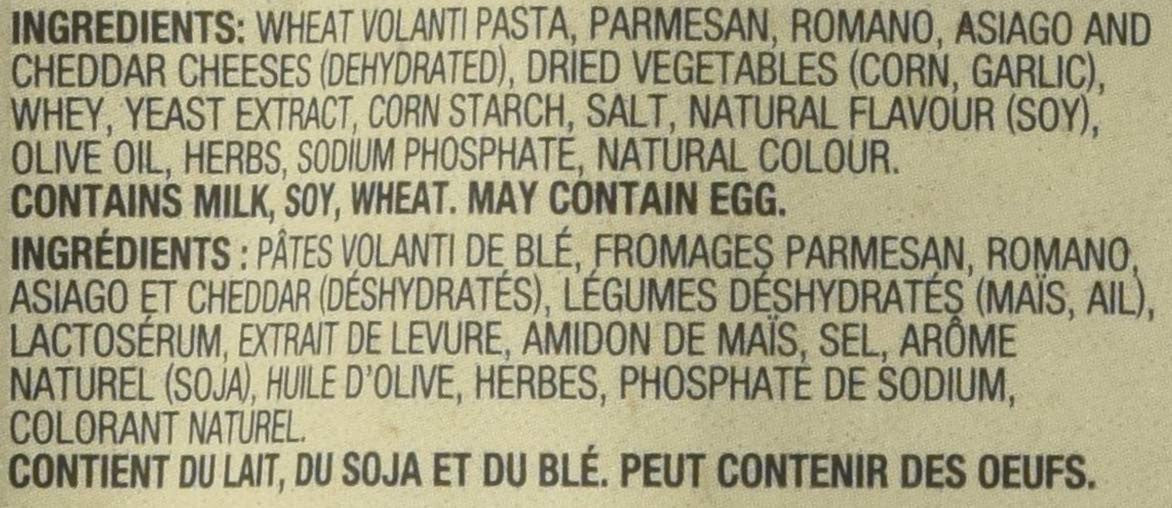 INGREDIENTS: WHEAT VOLANTI PASTA, PARMESAN, ROMANO, ASIAGO AND
CHEDDAR CHEESES (DEHYDRATED), DRIED VEGETABLES (CORN, GARLIC),
WHEY, YEAST EXTRACT, CORN STARCH, SALT, NATURAL FLAVOUR (SOY),
OLIVE OIL, HERBS, SODIUM PHOSPHATE, NATURAL COLOUR.
CONTAINS MILK, SOY, WHEAT. MAY CONTAIN EGG.
INGRÉDIENTS : PÂTES VOLANTI DE BLÉ, FROMAGES PARMESAN, ROMANO,
ASIAGO ET CHEDDAR (DÉSHYDRATÉS), LÉGUMES DÉSHYDRATÉS (MAÏS, AIL),
LACTOSÉRUM, EXTRAIT DE LEVURE, AMIDON DE MAÏS, SEL, ARÔME
NATUREL (SOJA), HUILE D'OLIVE, HERBES, PHOSPHATE DE SODIUM,
COLORANT NATUREL.
CONTIENT DU LAIT, DU SOJA ET DU BLÉ. PEUT CONTENIR DES OEUFS.